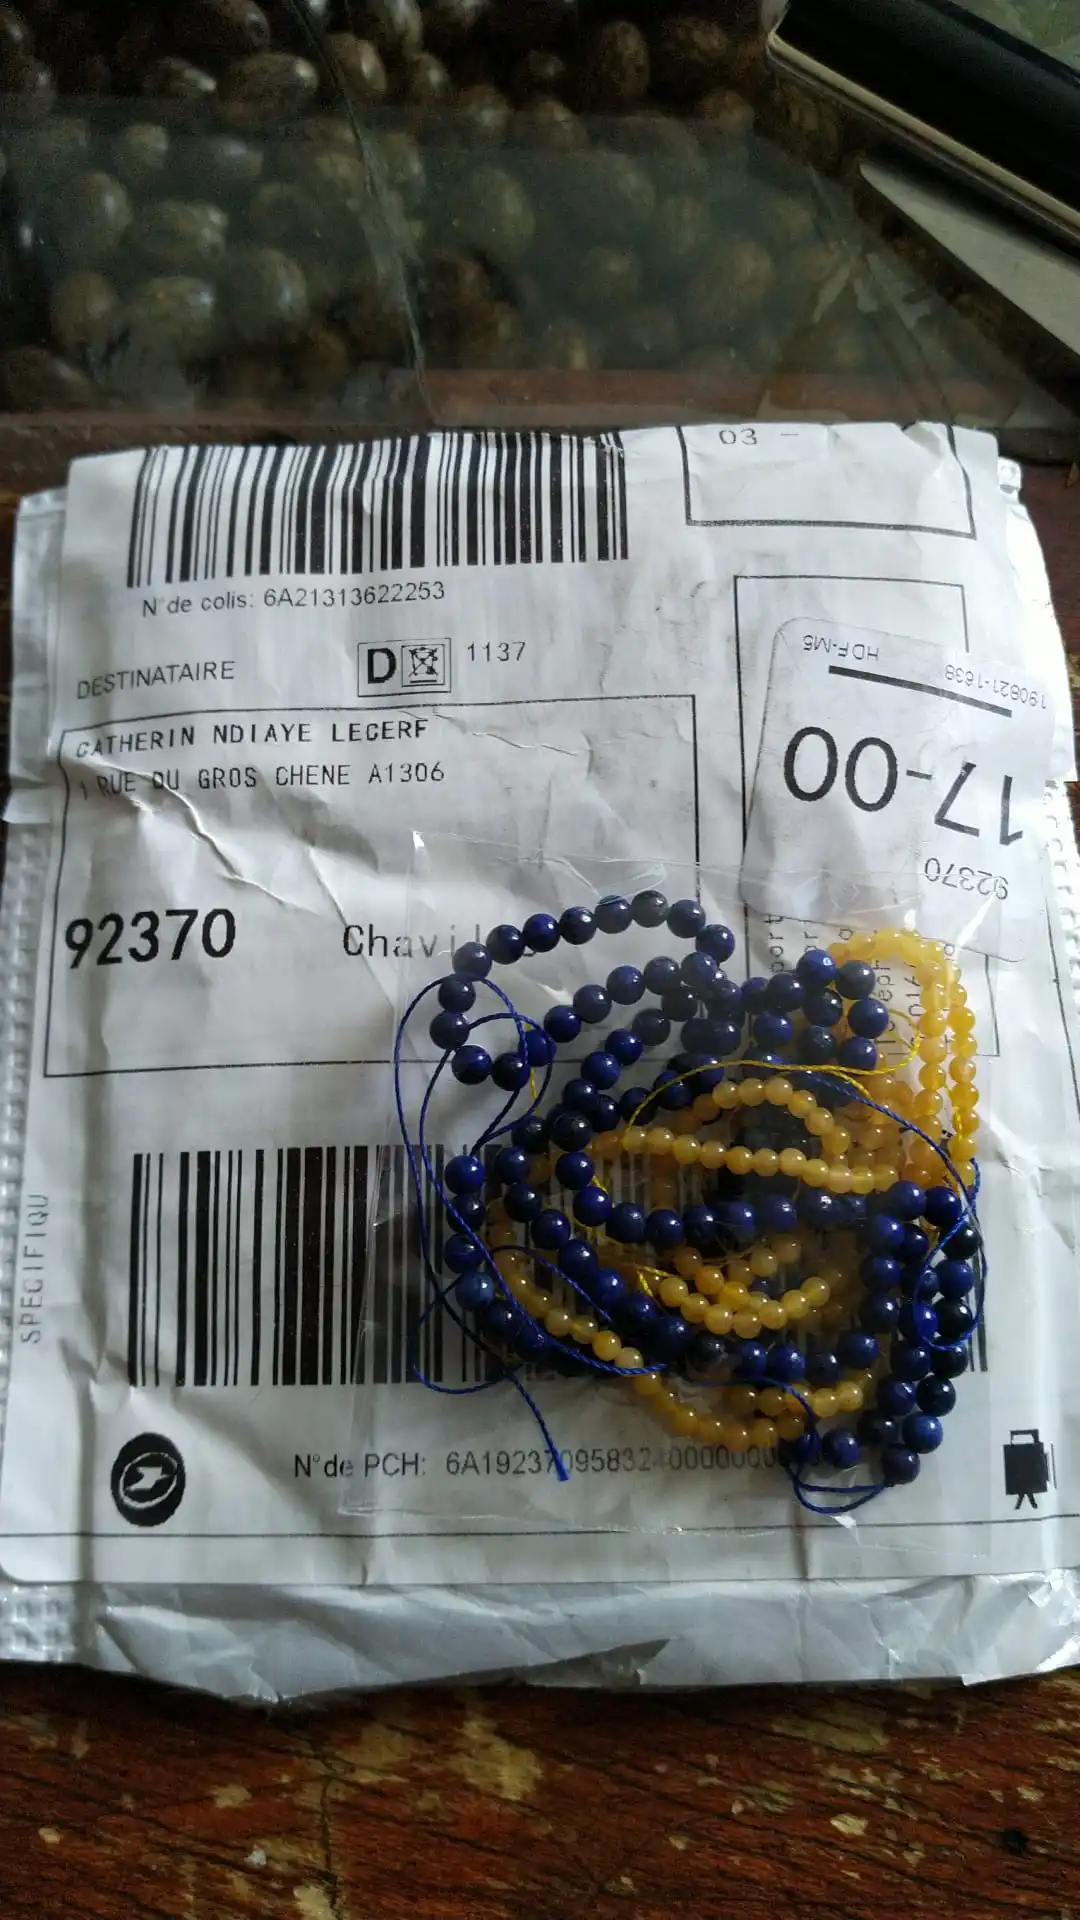 03 -
N°de colis: 6A21313622253
DESTINATAIRE
D 1137
CATHERIN NDIAYE LECERF
1 RUE DU GROS CHENE A1306
92370
HDF-M5
190821-1638
17-00
92370
SPECIFIQU
N°de PCH: